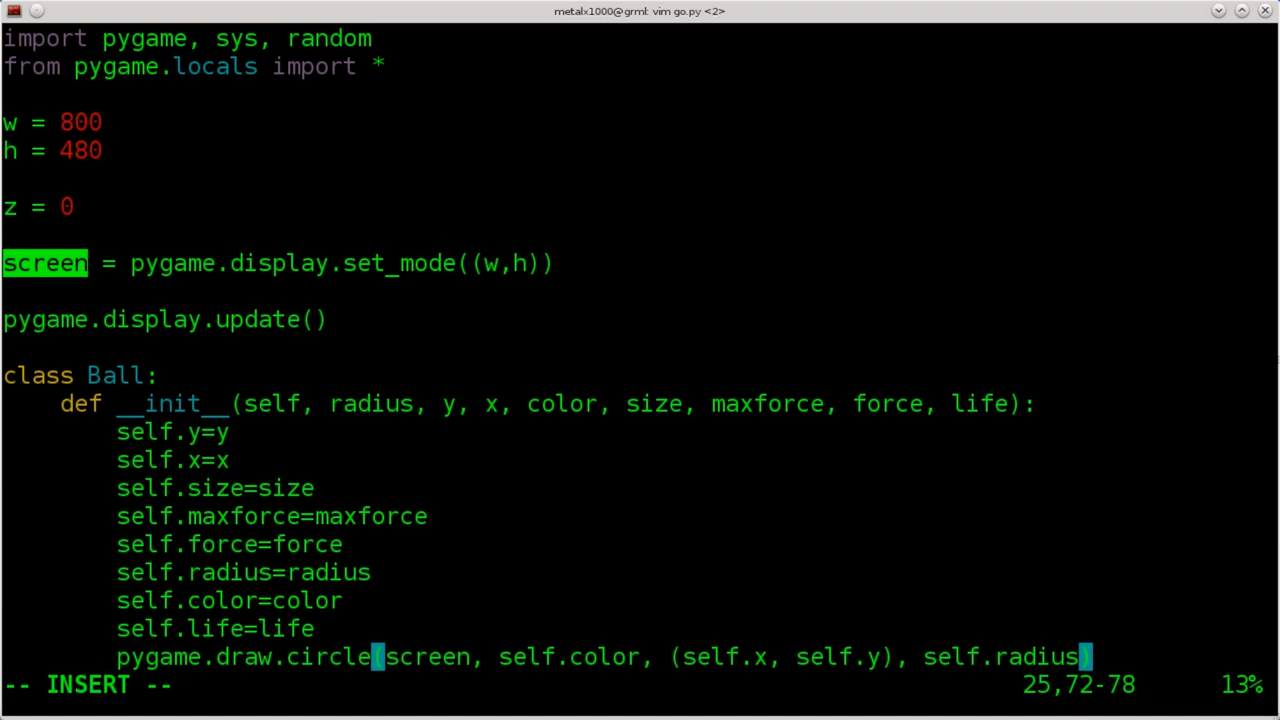 metalx1000@grml: vim go.py <2>
import pygame, sys, random
from pygame.locals import *
w = 800
h = 480
z = 0
screen = pygame.display.set_mode((w,h))
pygame.display.update()
class Ball:
    def __init__(self, radius, y, x, color, size, maxforce, force, life):
        self.y=y
        self.x=x
        self.size=size
        self.maxforce=maxforce
        self.force=force
        self.radius=radius
        self.color=color
        self.life=life
        pygame.draw.circle(screen, self.color, (self.x, self.y), self.radius)
-- INSERT -- 25,72-78 13%